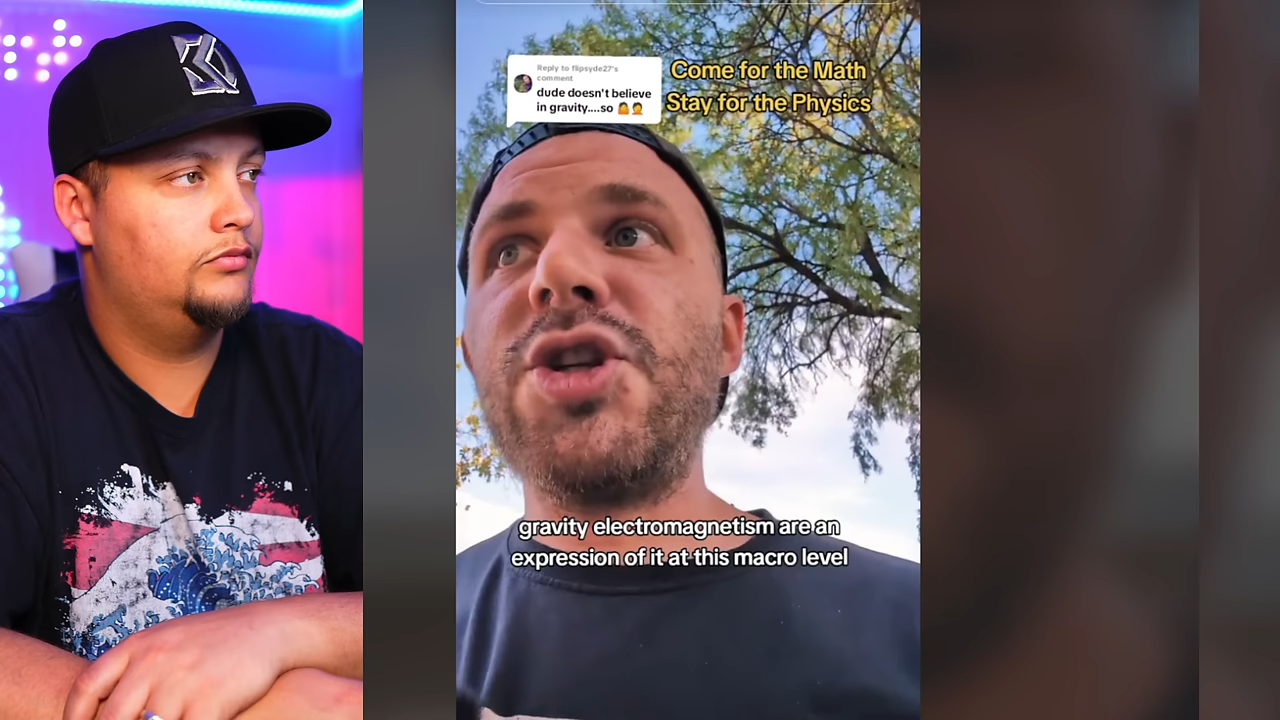 Reply to flipsyde27's
comment
dude doesn't believe
in gravity....so 🤷🤦
Come for the Math
Stay for the Physics
gravity electromagnetism are an
expression of it at this macro level